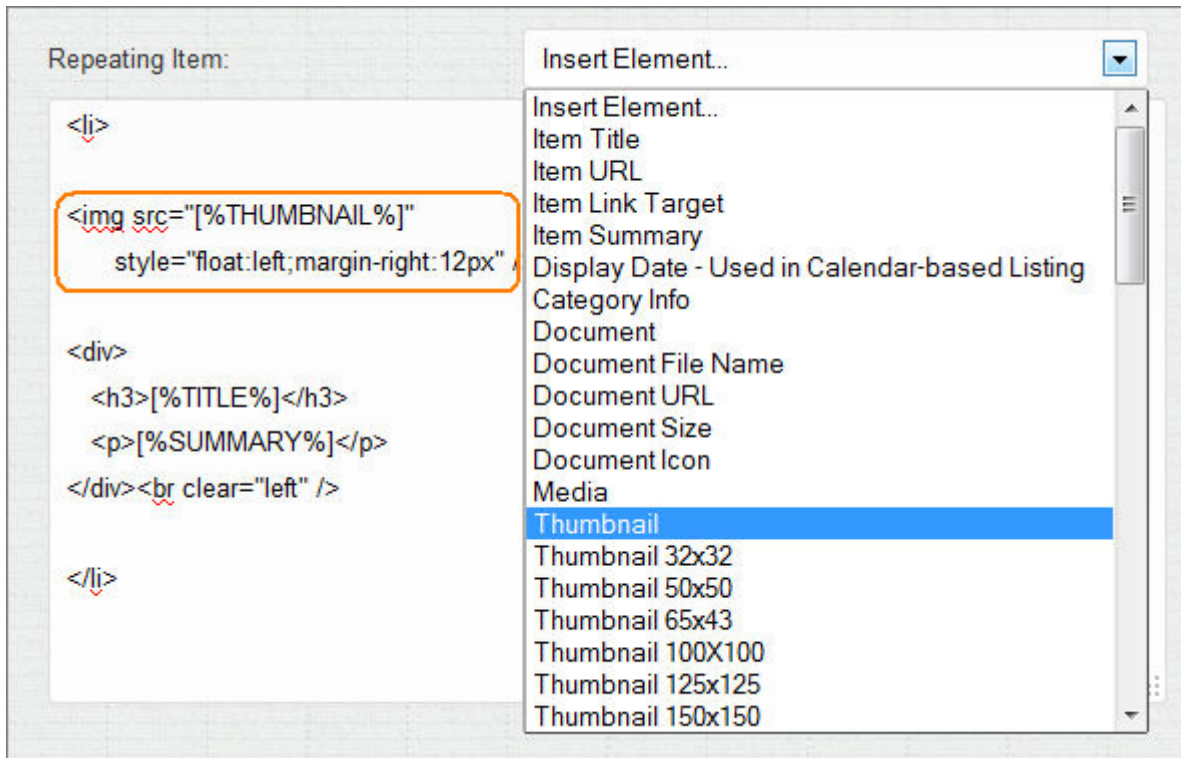 Repeating Item:
Insert Element...
<li>
<img src="[%THUMBNAIL%]"
style="float:left;margin-right:12px" /
<div>
<h3>[%TITLE%]</h3>
<p>[%SUMMARY%]</p>
</div><br clear="left" />
</li>
Insert Element...
Item Title
Item URL
Item Link Target
Item Summary
Display Date - Used in Calendar-based Listing
Category Info
Document
Document File Name
Document URL
Document Size
Document Icon
Media
Thumbnail
Thumbnail 32x32
Thumbnail 50x50
Thumbnail 65x43
Thumbnail 100X100
Thumbnail 125x125
Thumbnail 150x150